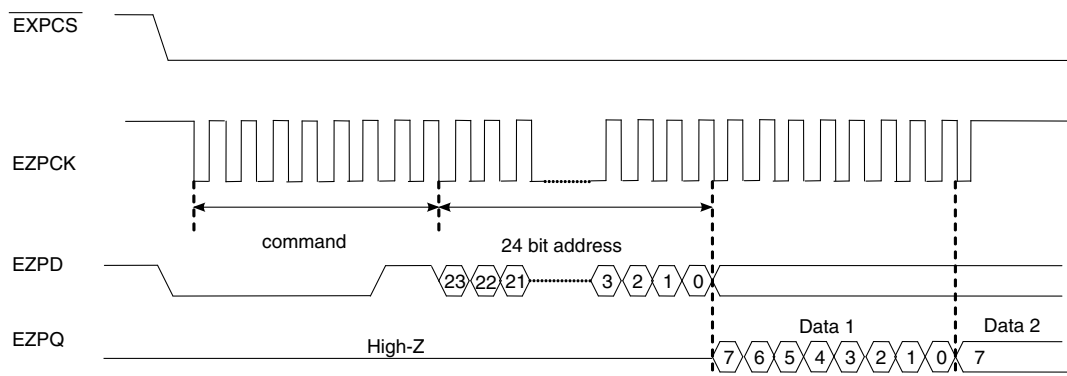 EXPCS
EZPCK
command
24 bit address
EZPD
23 22 21 3 2 1 0
Data 1
Data 2
EZPQ
High-Z
7 6 5 4 3 2 1 0 7